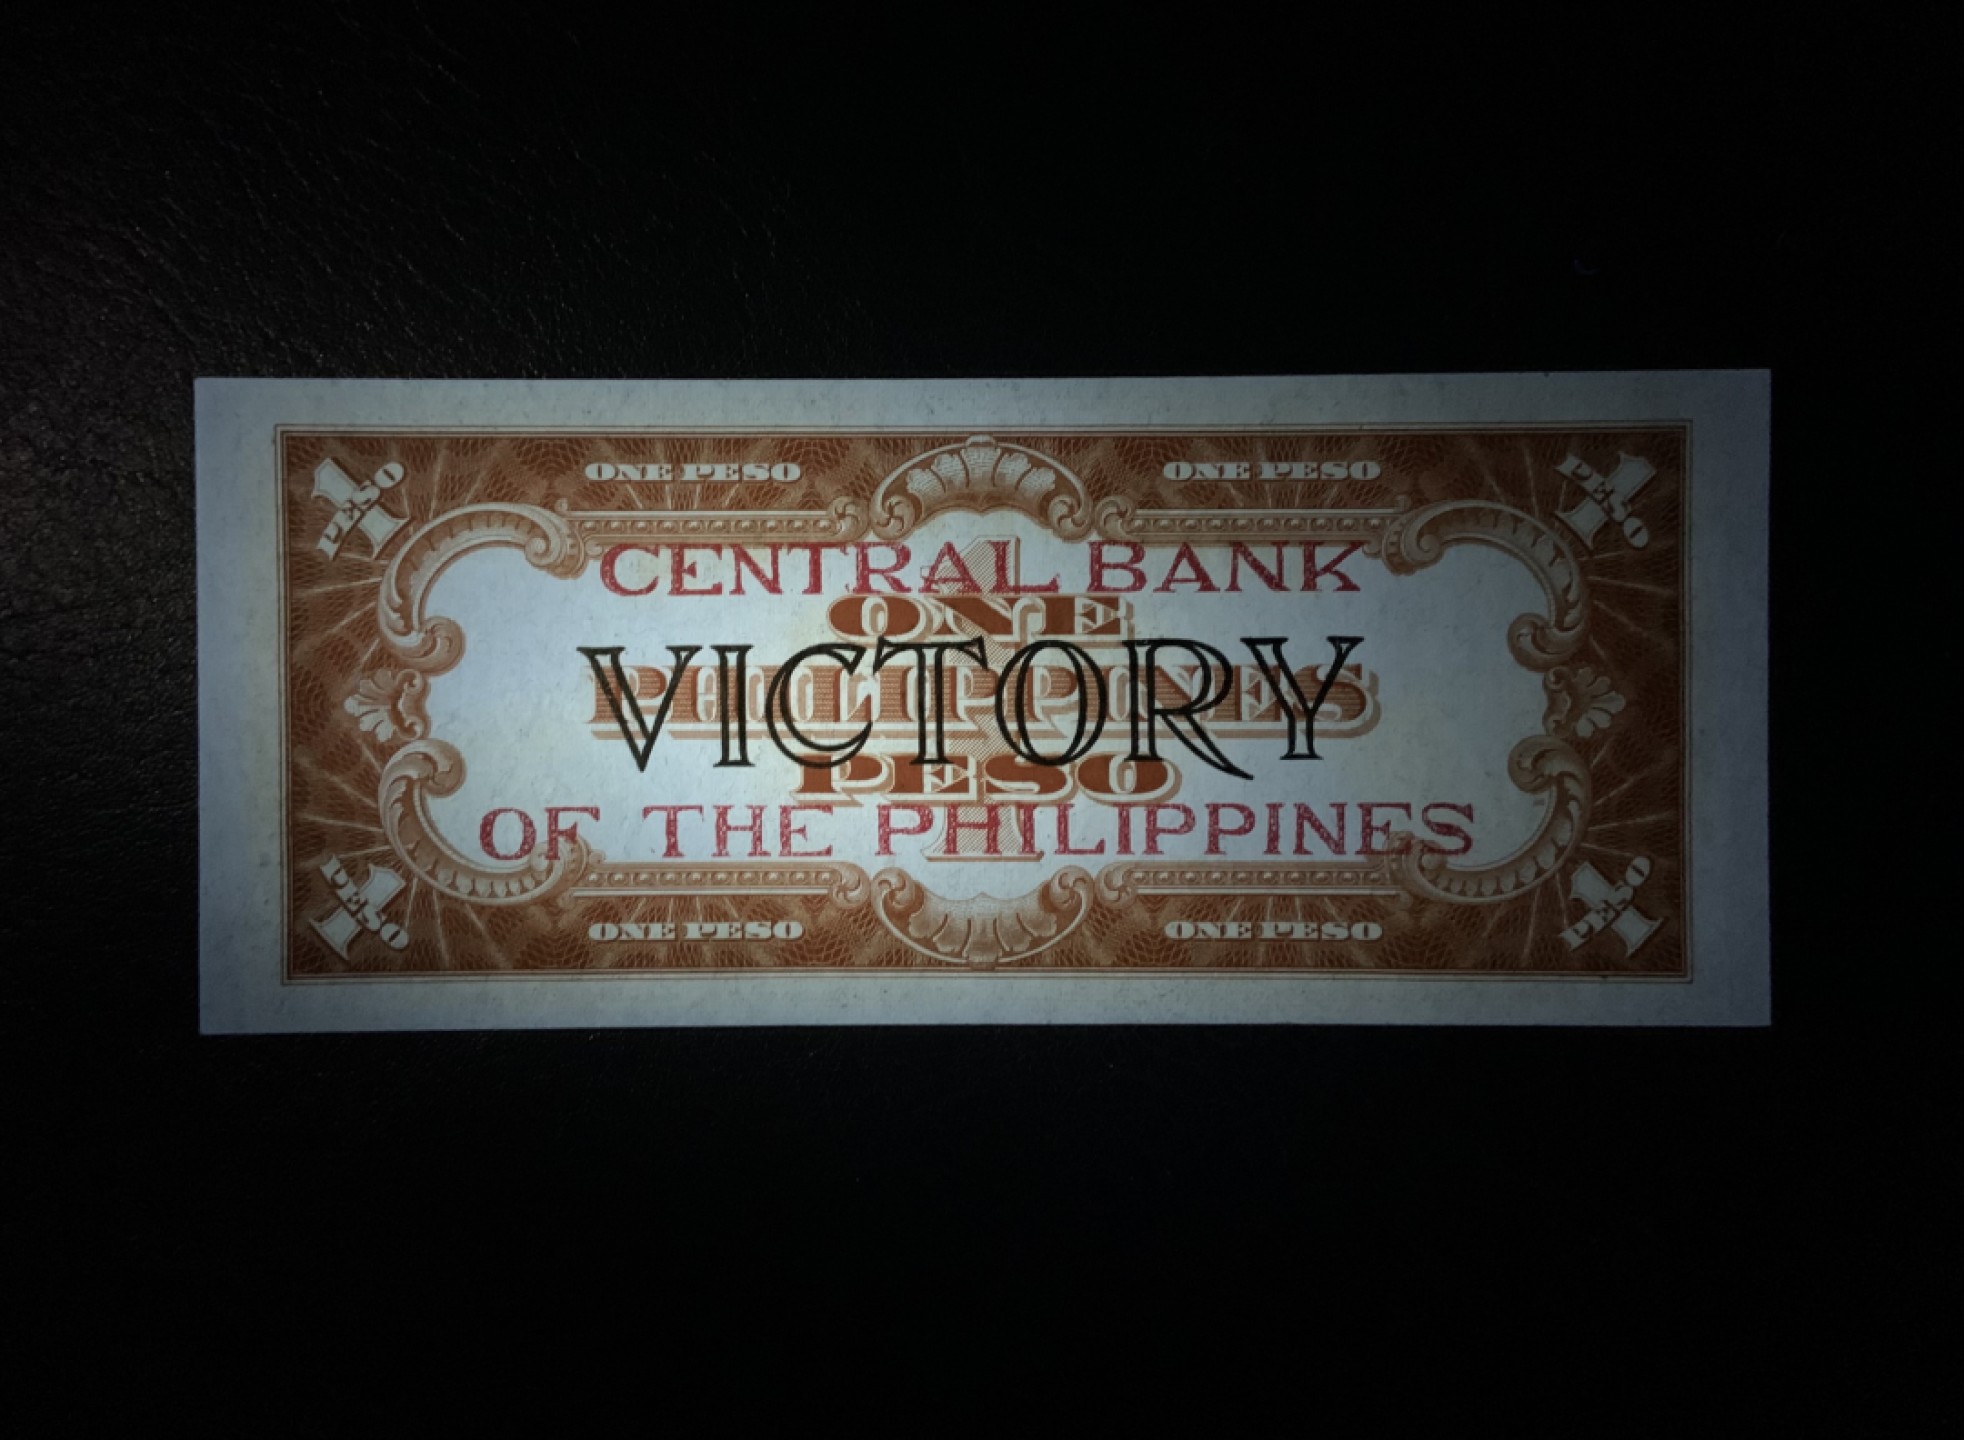 1 PESO ONE PESO ONE PESO 1 PESO
CENTRAL BANK
ONE
VICTORY
PHILIPPINES
PESO
OF THE PHILIPPINES
1 PESO ONE PESO ONE PESO 1 PESO